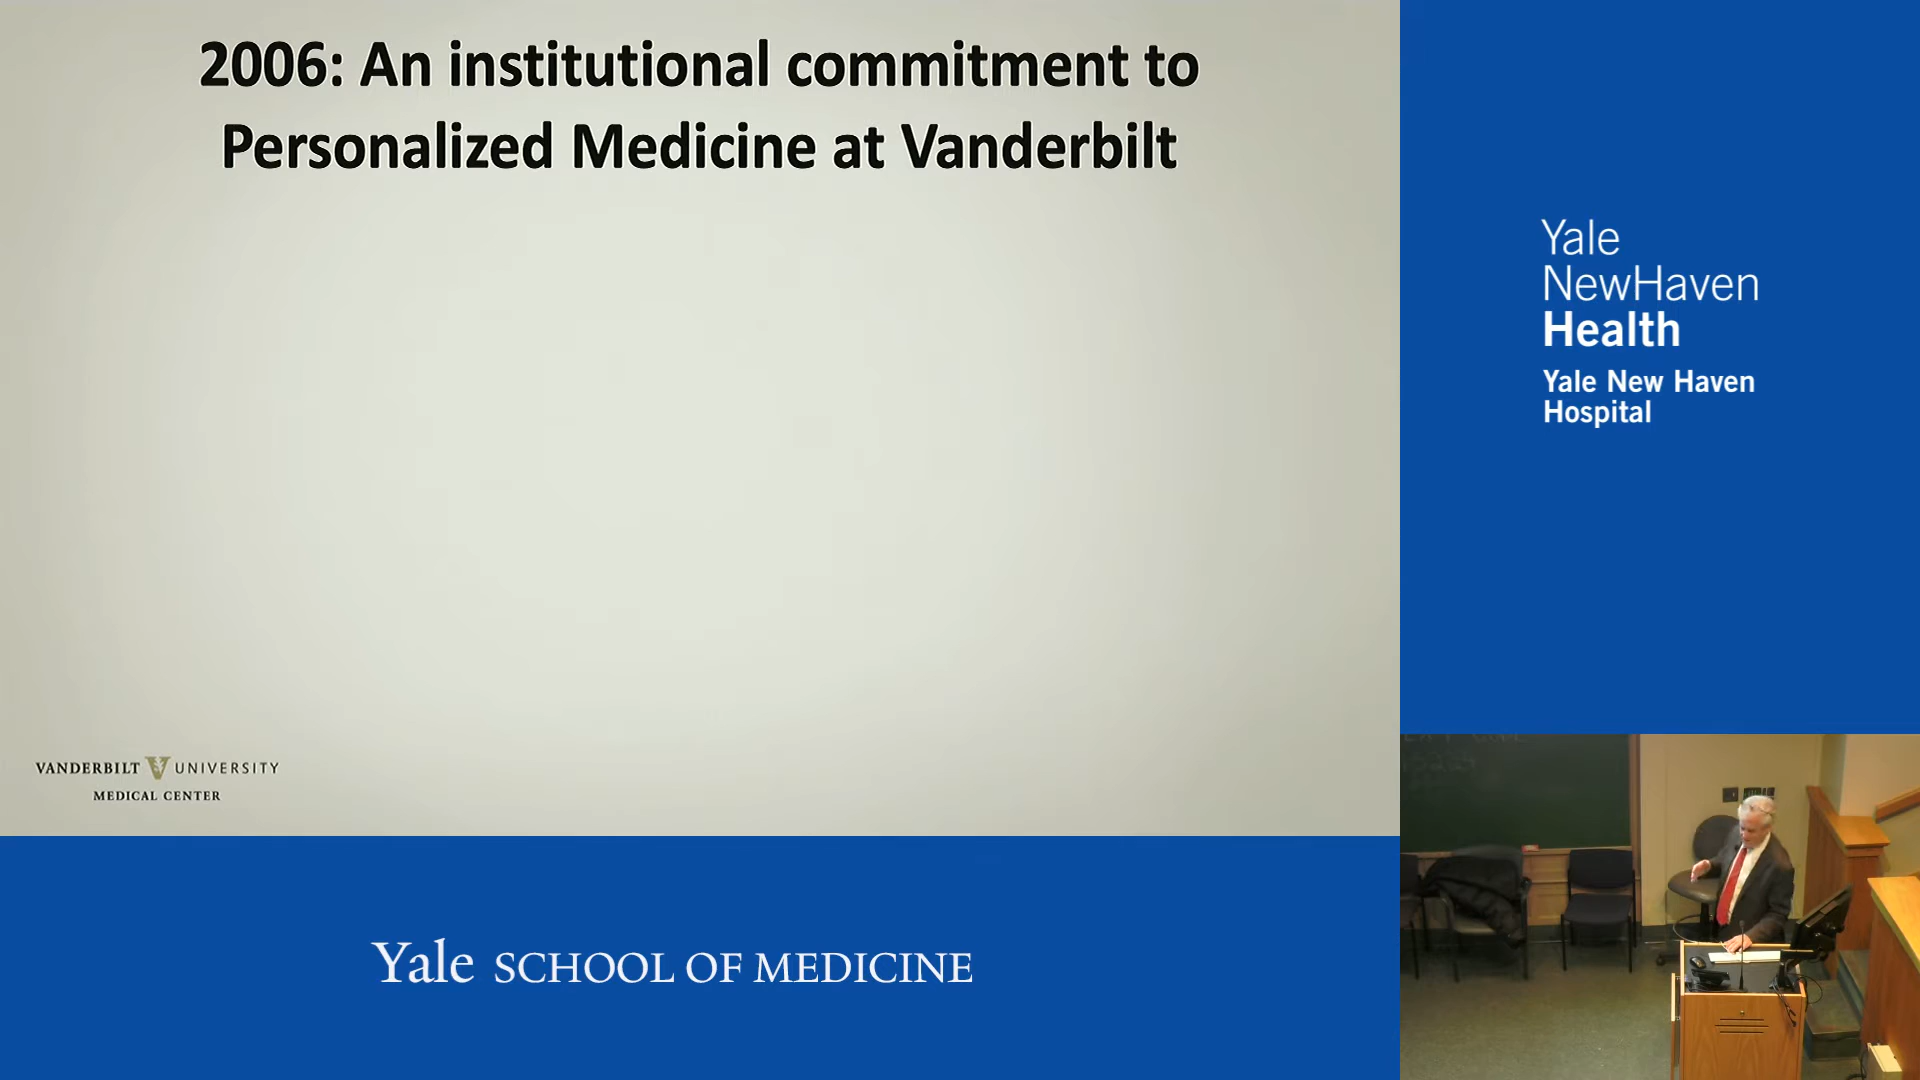 2006: An institutional commitment to
Personalized Medicine at Vanderbilt
VANDERBILT V UNIVERSITY
MEDICAL CENTER
Yale SCHOOL OF MEDICINE
Yale
NewHaven
Health
Yale New Haven
Hospital